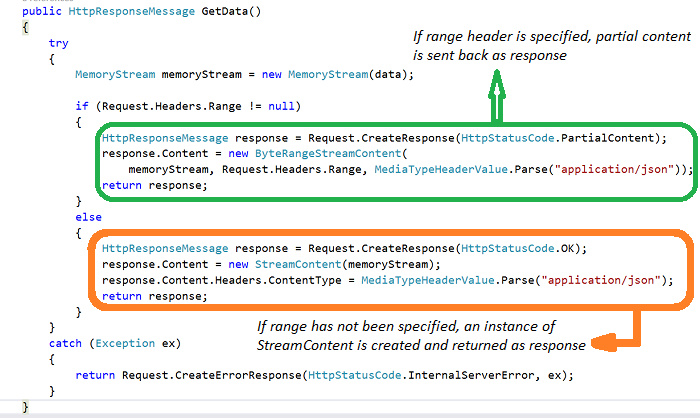 public HttpResponseMessage GetData()
{
If range header is specified, partial content
is sent back as response
try
{
MemoryStream memoryStream = new MemoryStream(data);
if (Request.Headers.Range != null)
{
HttpResponseMessage response = Request.CreateResponse(HttpStatusCode.PartialContent);
response.Content = new ByteRangeStreamContent(
memoryStream, Request.Headers.Range, MediaTypeHeaderValue.Parse("application/json"));
return response;
}
else
{
HttpResponseMessage response = Request.CreateResponse(HttpStatusCode.OK);
response.Content = new StreamContent(memoryStream);
response.Content.Headers.ContentType = MediaTypeHeaderValue.Parse("application/json");
return response;
}
}
If range has not been specified, an instance of
StreamContent is created and returned as response
catch (Exception ex)
{
return Request.CreateErrorResponse(HttpStatusCode.InternalServerError, ex);
}
}